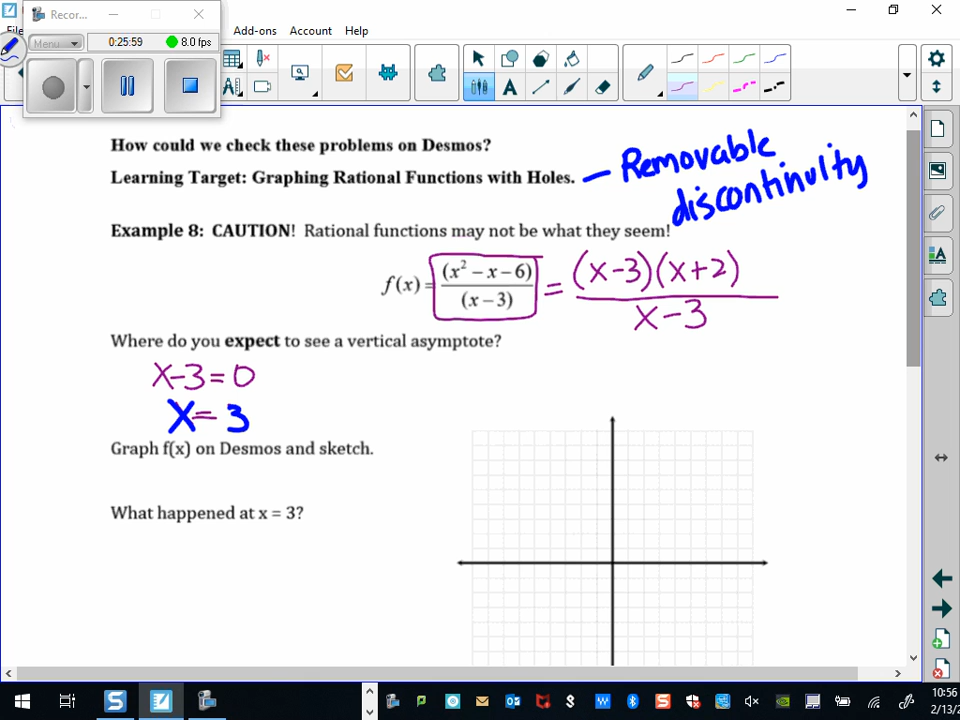 Recor...
File
Add-ons Account Help
Menu 0:25:59 8.0 fps
How could we check these problems on Desmos?
Learning Target: Graphing Rational Functions with Holes. – Removable
discontinuity
Example 8: CAUTION! Rational functions may not be what they seem!
f(x) = (x² – x – 6)/(x – 3) = (x-3)(x+2)/x-3
Where do you expect to see a vertical asymptote?
x-3=0
x= 3
Graph f(x) on Desmos and sketch.
What happened at x = 3?
10:56
2/13/2